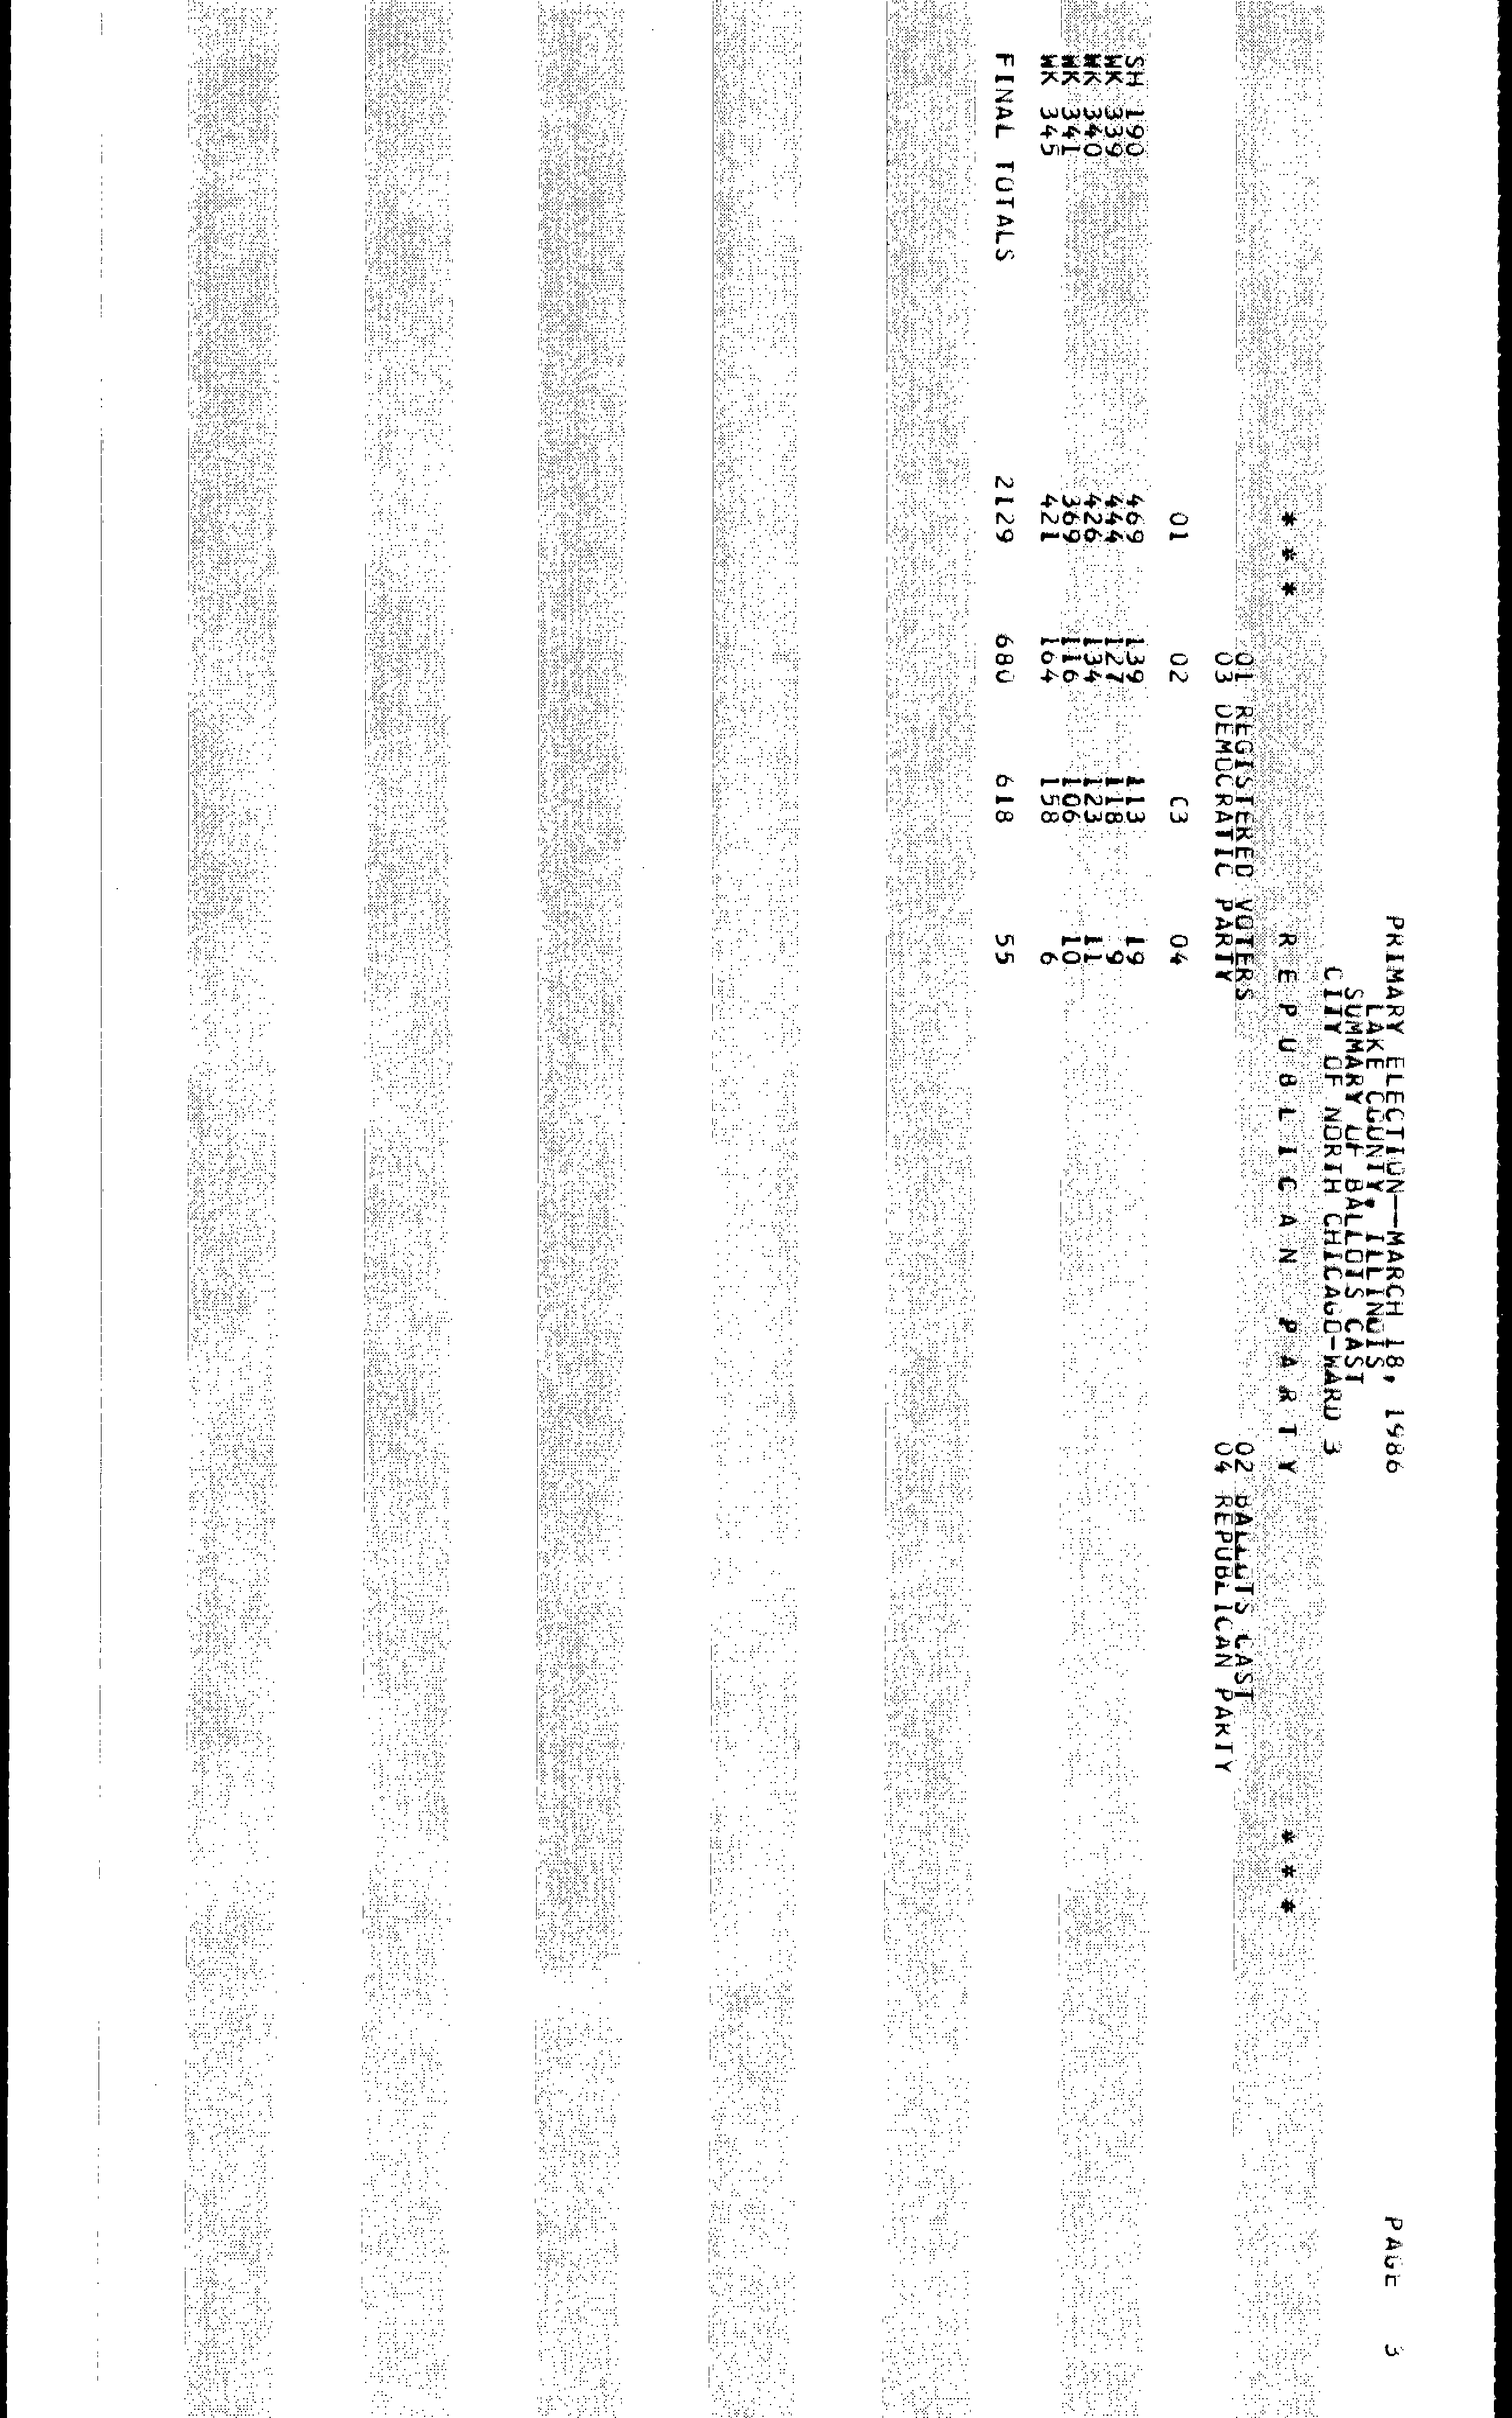 PRIMARY ELECTION--MARCH 18, 1986 PAGE 3
LAKE COUNTY, ILLINOIS
SUMMARY OF BALLOTS CAST
CITY OF NORTH CHICAGO-WARD 3
* * * R E P U B L I C A N P A R T Y * * *
01 REGISTERED VOTERS 02 BALLOTS CAST
03 DEMOCRATIC PARTY 04 REPUBLICAN PARTY
01 02 03 04
SH 190 469 139 113 19
WK 339 444 127 118 9
WK 340 426 134 123 11
WK 341 369 116 106 10
WK 345 421 164 158 6
FINAL TOTALS 2129 680 618 55